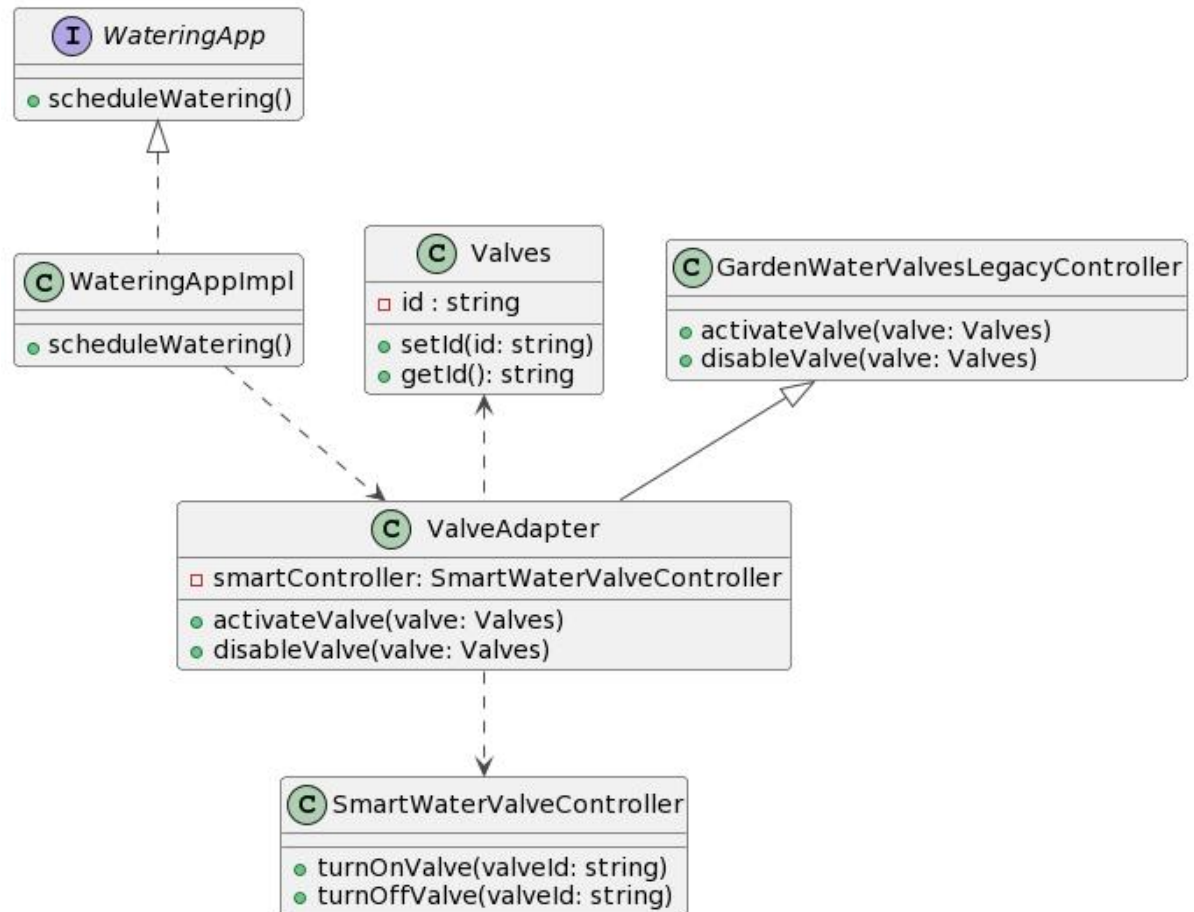 I WateringApp
scheduleWatering()
C WateringAppImpl
scheduleWatering()
C Valves
id : string
setId(id: string)
getId(): string
C GardenWaterValvesLegacyController
activateValve(valve: Valves)
disableValve(valve: Valves)
C ValveAdapter
smartController: SmartWaterValveController
activateValve(valve: Valves)
disableValve(valve: Valves)
C SmartWaterValveController
turnOnValve(valveId: string)
turnOffValve(valveId: string)